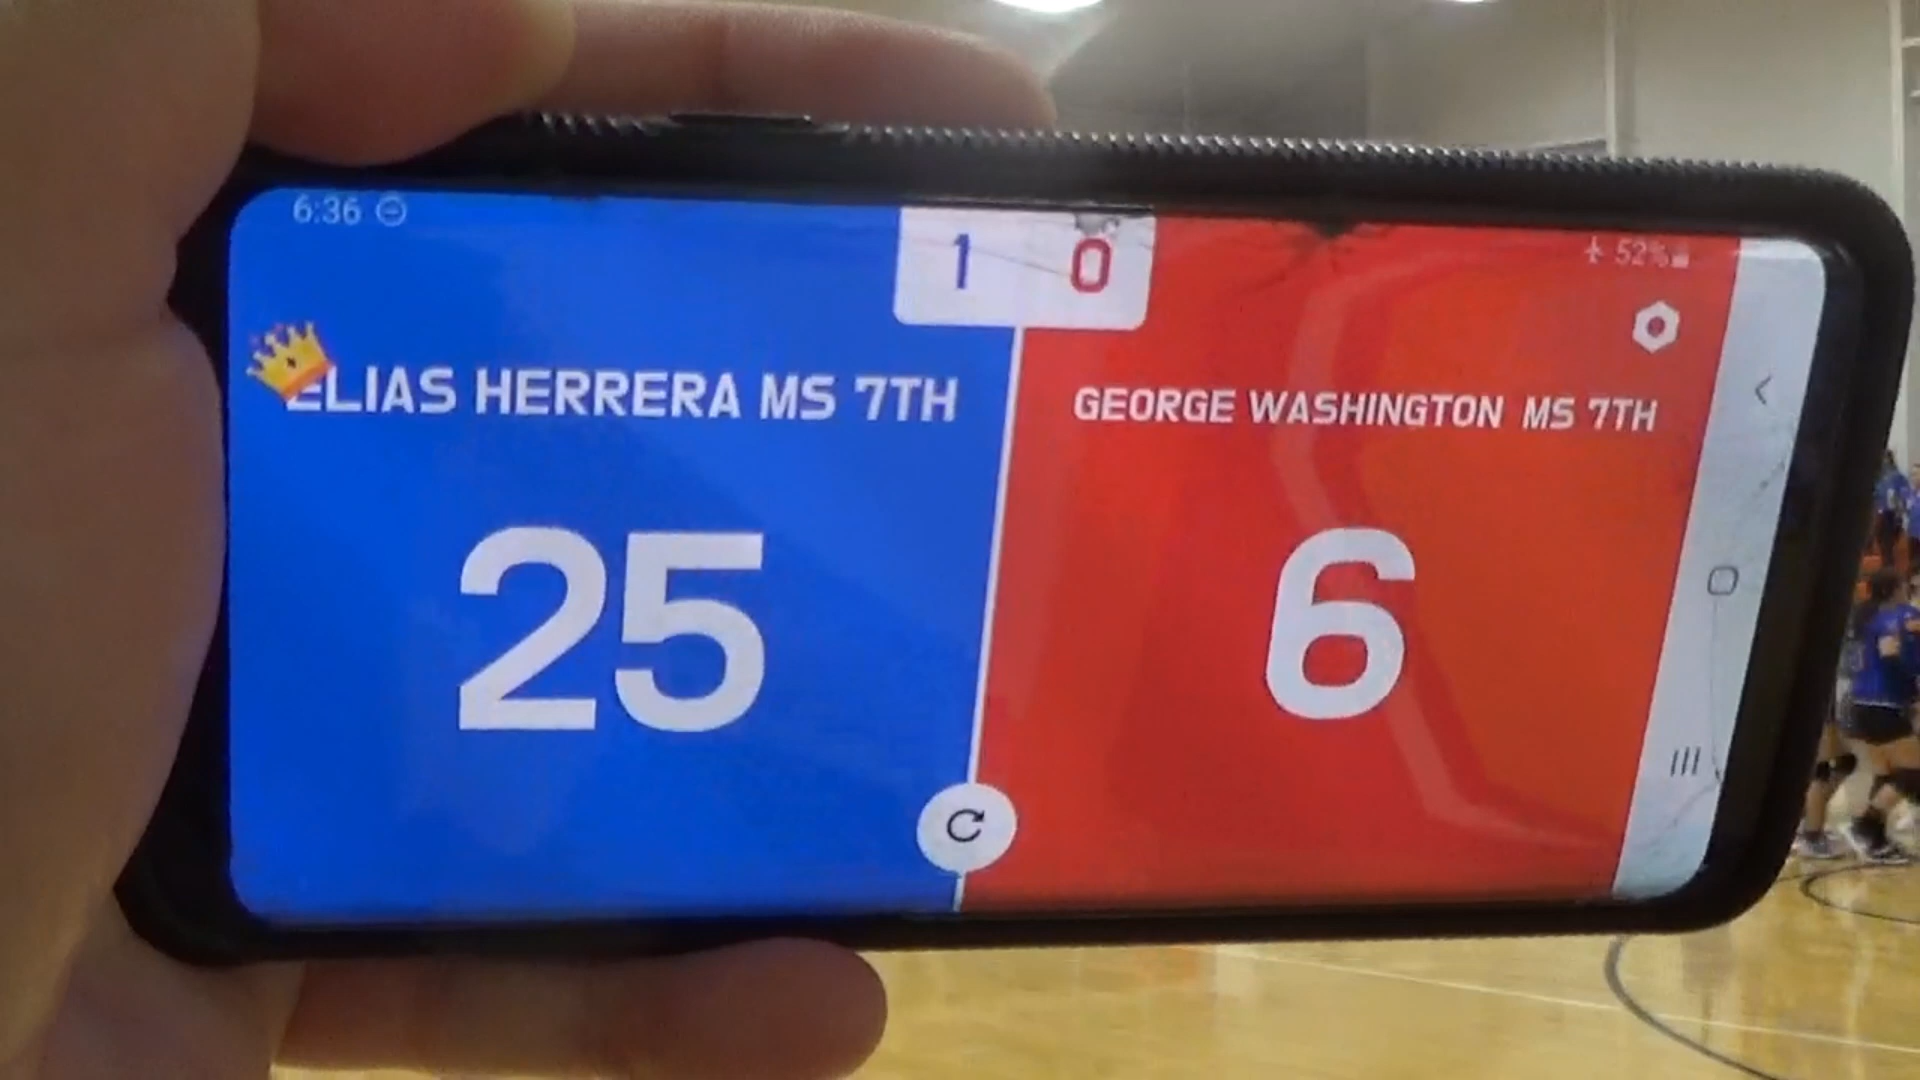 6:36
1 0
52%
ELIAS HERRERA MS 7TH
GEORGE WASHINGTON MS 7TH
25
6